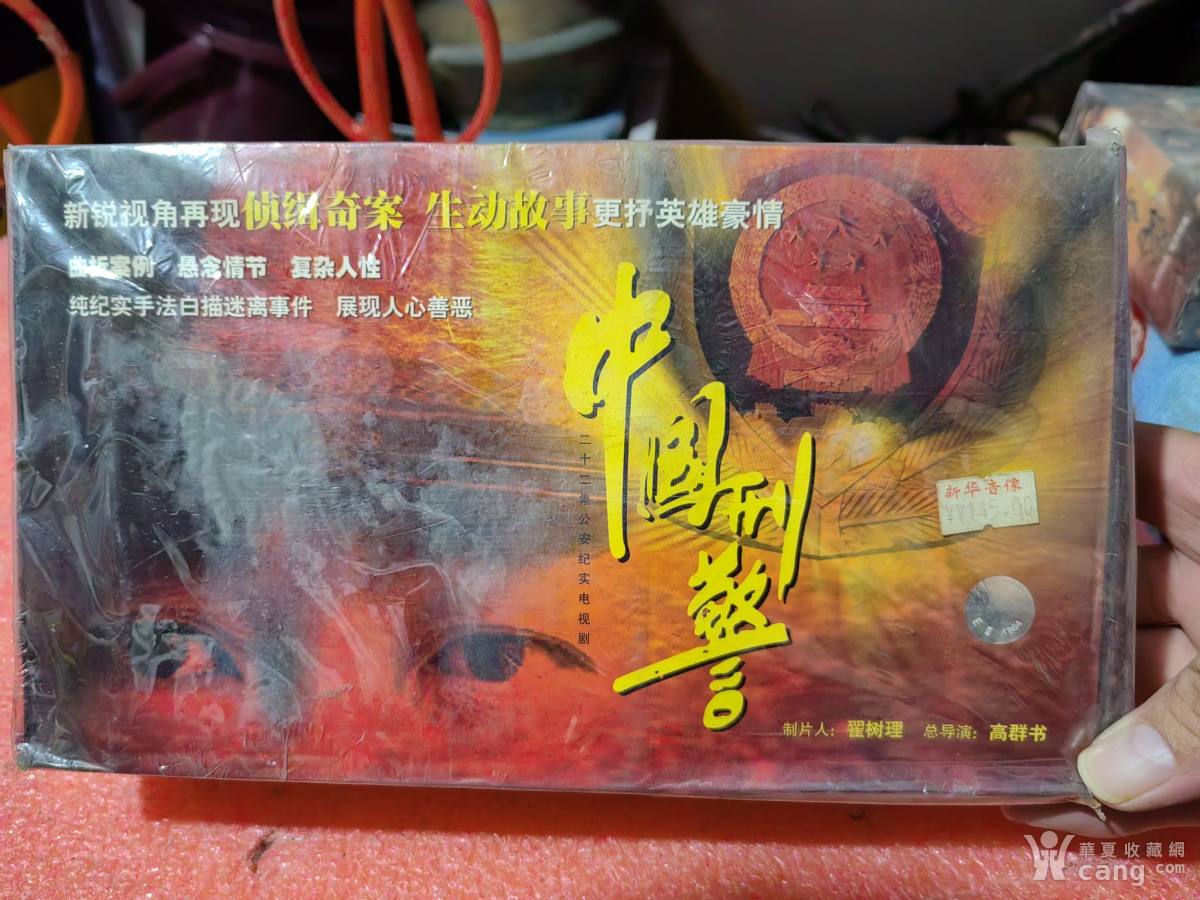 新锐视角再现侦缉奇案 生动故事更抒英雄豪情
曲折案例 悬念情节 复杂人性
纯纪实手法白描迷离事件 展现人心善恶
中国刑警
二十二集公安纪实电视剧
新华音像
¥¥145.00
制片人：翟树理 总导演：高群书
華夏收藏網
cang.com